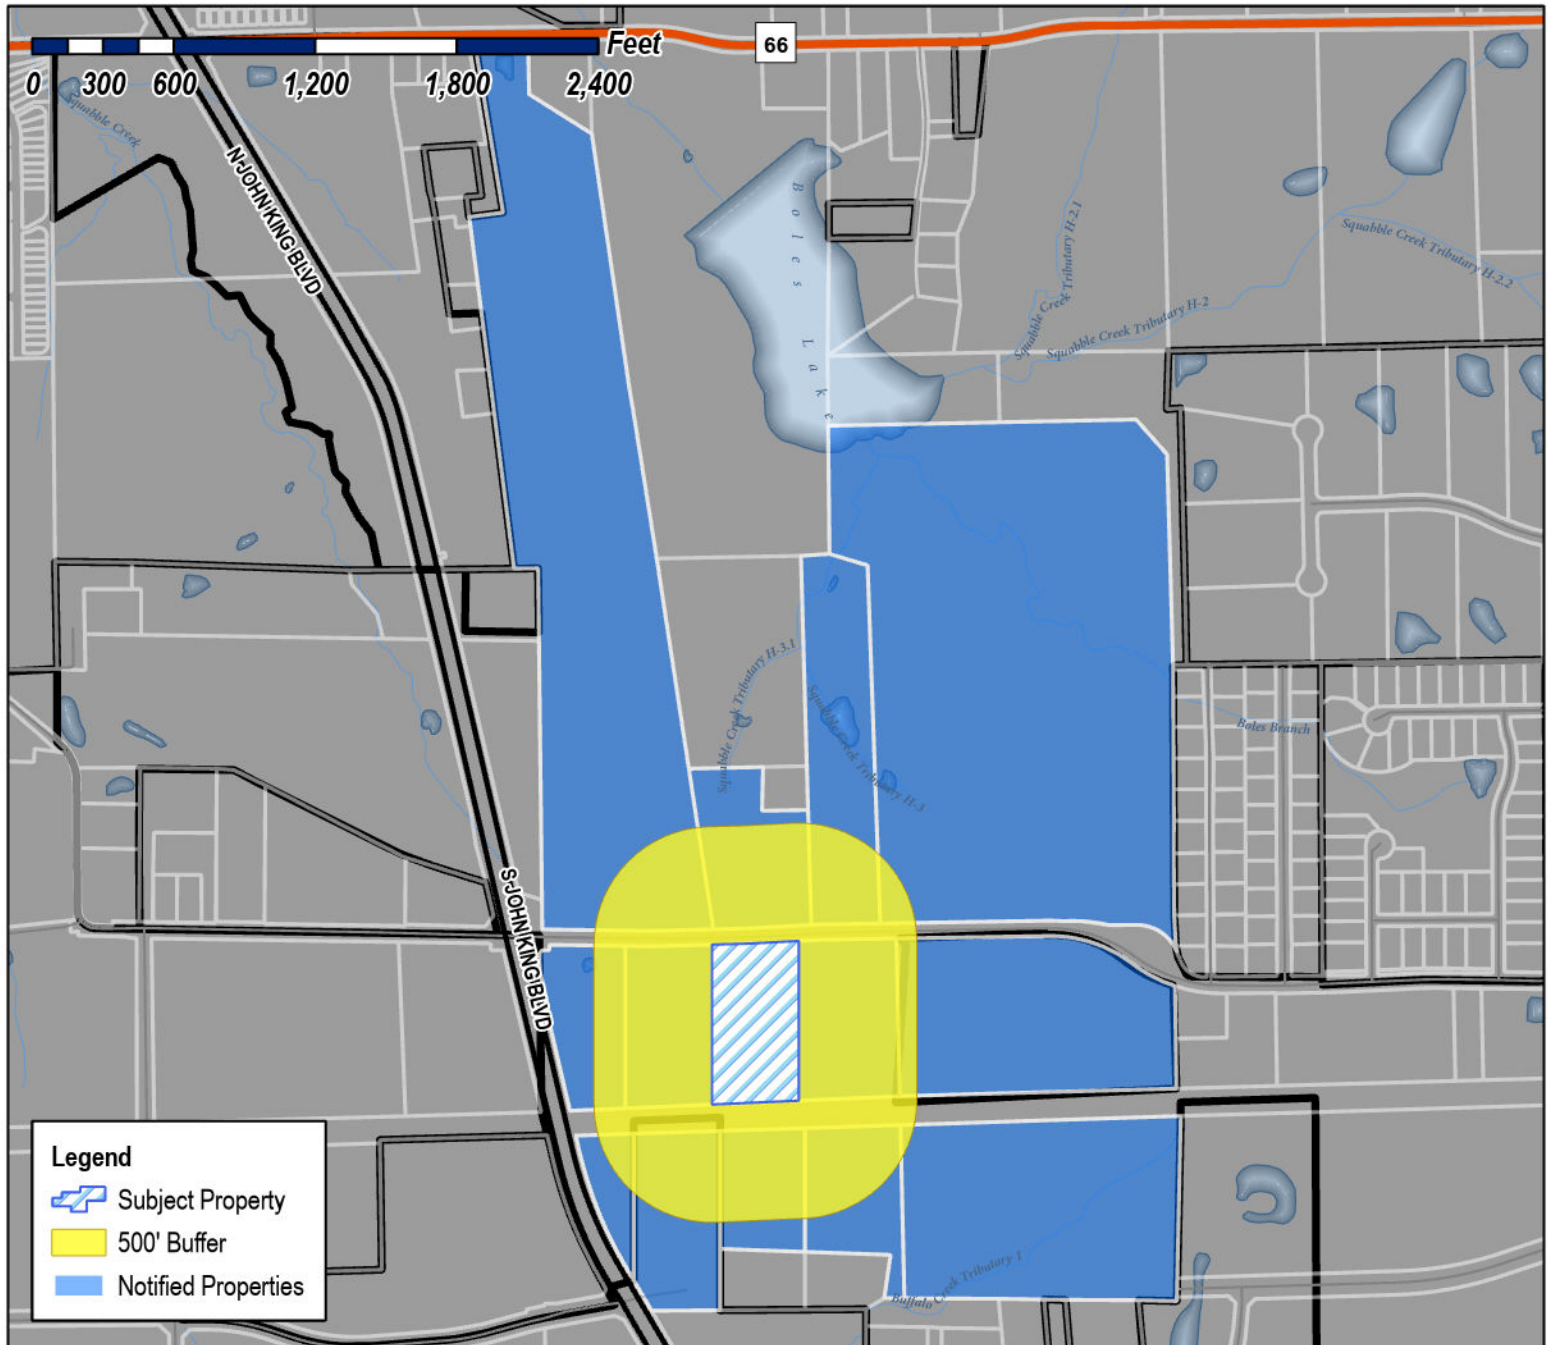 Feet
66
0 300 600 1,200 1,800 2,400
Squabble Creek
N JOHN KING BLVD
Boles Lake
Squabble Creek Tributary H-2.1
Squabble Creek Tributary H-2.2
Squabble Creek Tributary H-2
Squabble Creek Tributary H-3.1
Squabble Creek Tributary H-3
Boles Branch
S JOHN KING BLVD
Buffalo Creek Tributary 1
Legend
Subject Property
500' Buffer
Notified Properties